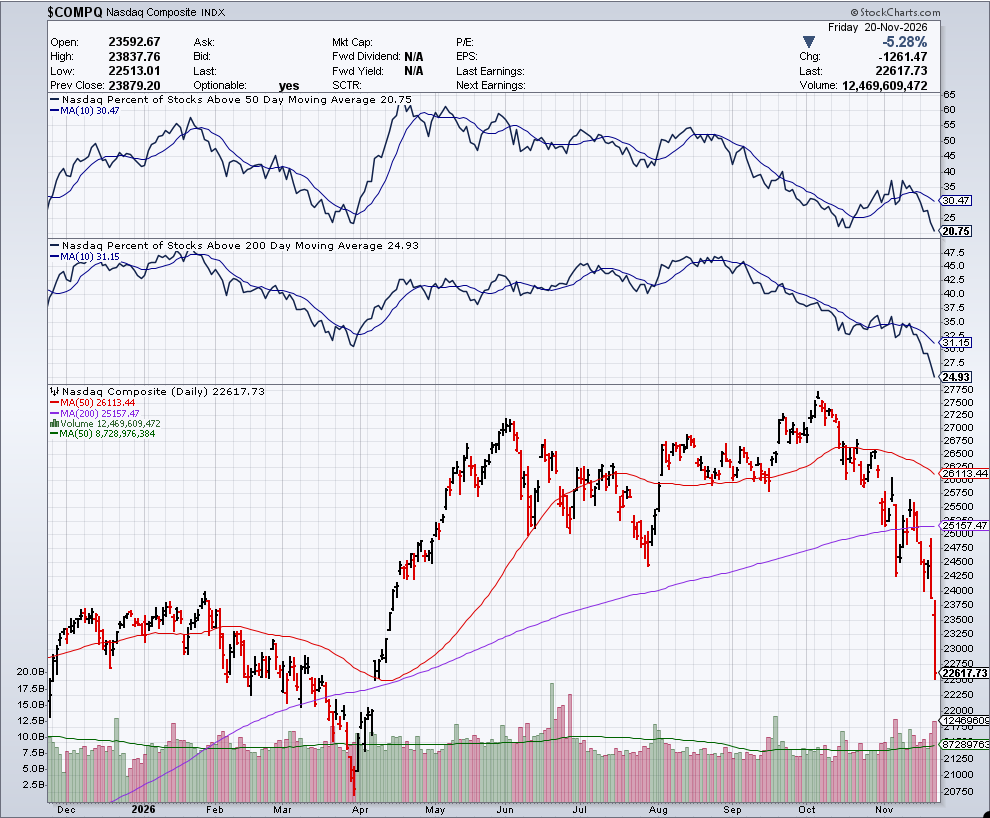 $COMPQ Nasdaq Composite INDX
© StockCharts.com
Friday 20-Nov-2026
Open: 23592.67 Ask: Mkt Cap: P/E: ▼ -5.28%
High: 23837.76 Bid: Fwd Dividend: N/A EPS: Chg: -1261.47
Low: 22513.01 Last: Fwd Yield: N/A Last Earnings: Last: 22617.73
Prev Close: 23879.20 Optionable: yes SCTR: Next Earnings: Volume: 12,469,609,472
Nasdaq Percent of Stocks Above 50 Day Moving Average 20.75
MA(10) 30.47
65
60
55
50
45
40
35
30.47
25
20.75
Nasdaq Percent of Stocks Above 200 Day Moving Average 24.93
MA(10) 31.15
47.5
45.0
42.5
40.0
37.5
35.0
32.5
31.15
30.0
27.5
24.93
Nasdaq Composite (Daily) 22617.73
MA(50) 26113.44
MA(200) 25157.47
Volume 12,469,609,472
MA(50) 8,728,976,384
27750
27500
27250
27000
26750
26500
26250
26113.44
26000
25750
25500
25250
25157.47
25000
24750
24500
24250
24000
23750
23500
23250
23000
22750
22617.73
22500
22250
22000
21750
12469609
21500
87289763
21250
21000
20750
20.0B
17.5B
15.0B
12.5B
10.0B
7.5B
5.0B
2.5B
Dec 2026 Feb Mar Apr May Jun Jul Aug Sep Oct Nov